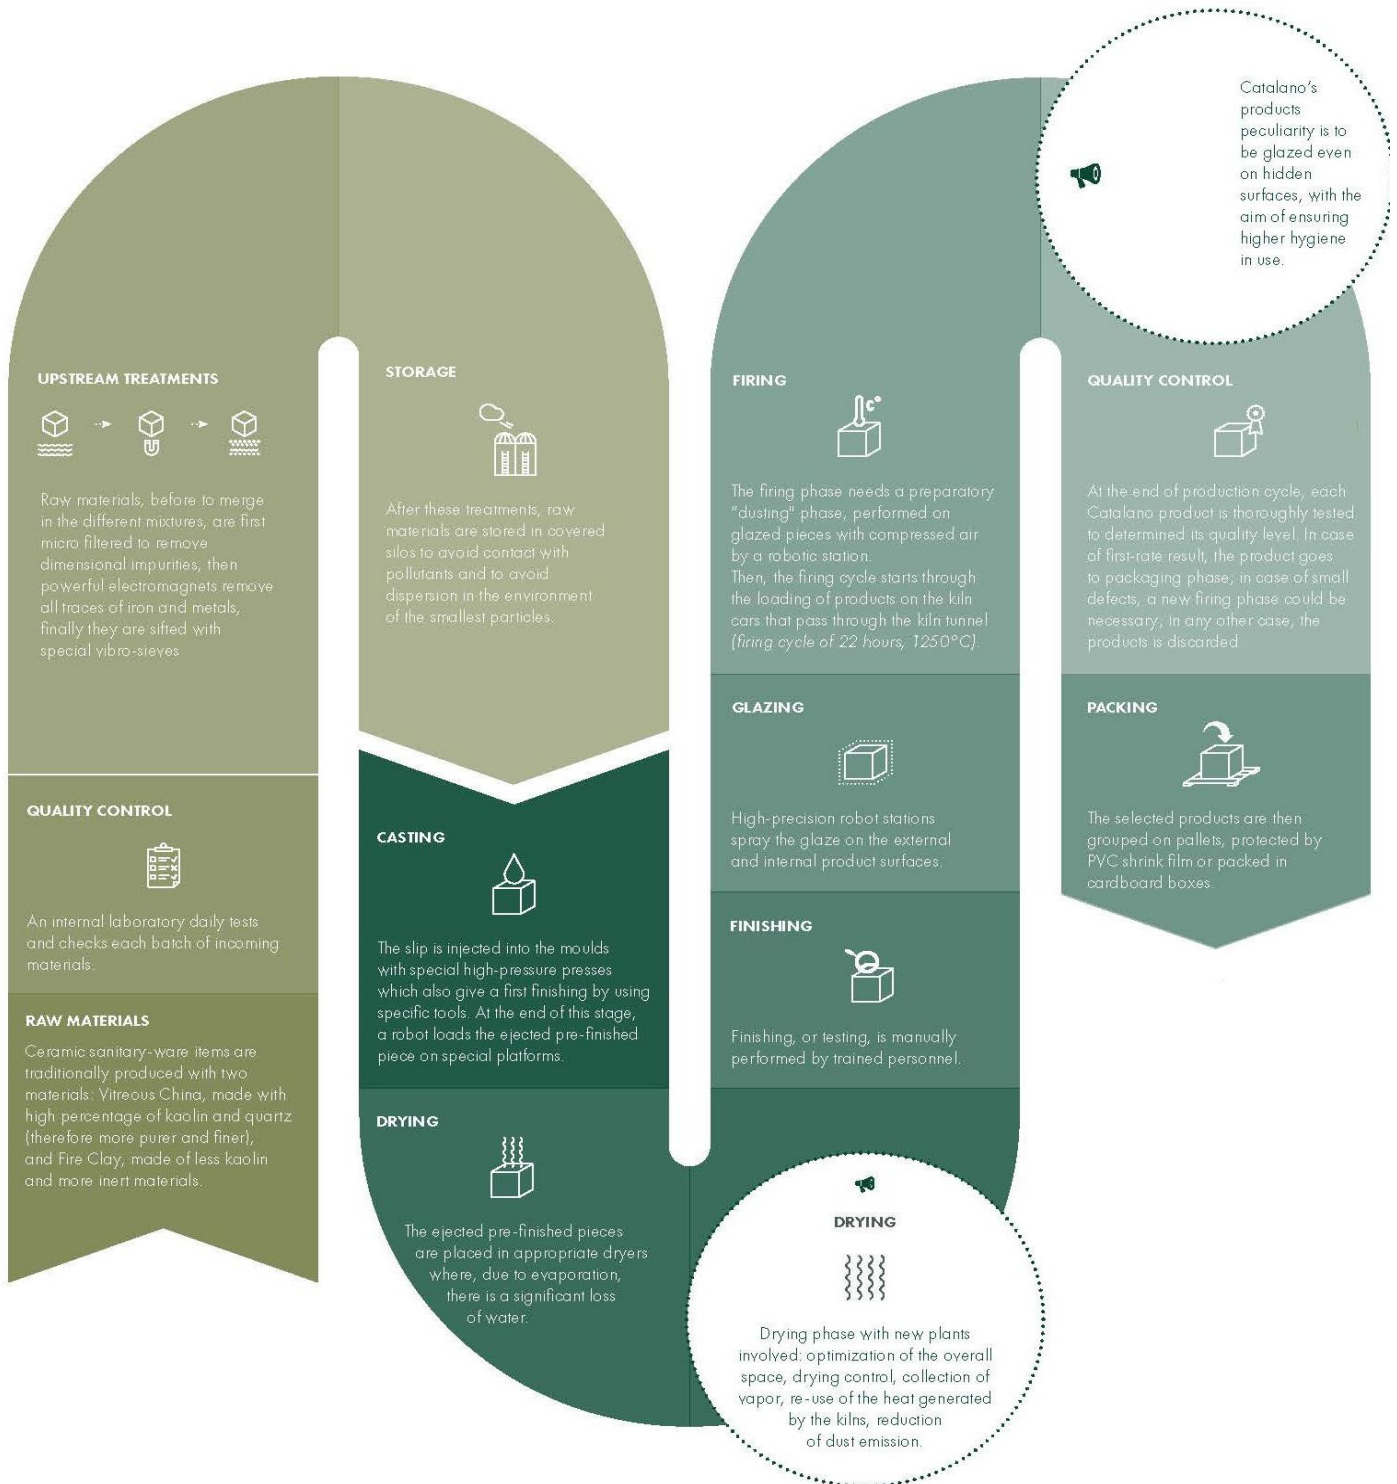 RAW MATERIALS
Ceramic sanitary-ware items are
traditionally produced with two
materials: Vitreous China, made with
high percentage of kaolin and quartz
(therefore more purer and finer),
and Fire Clay, made of less kaolin
and more inert materials.
QUALITY CONTROL
An internal laboratory daily tests
and checks each batch of incoming
materials.
UPSTREAM TREATMENTS
Raw materials, before to merge
in the different mixtures, are first
micro filtered to remove
dimensional impurities, then
powerful electromagnets remove
all traces of iron and metals,
finally they are sifted with
special vibro-sieves
STORAGE
After these treatments, raw
materials are stored in covered
silos to avoid contact with
pollutants and to avoid
dispersion in the environment
of the smallest particles.
CASTING
The slip is injected into the moulds
with special high-pressure presses
which also give a first finishing by using
specific tools. At the end of this stage,
a robot loads the ejected pre-finished
piece on special platforms.
DRYING
The ejected pre-finished pieces
are placed in appropriate dryers
where, due to evaporation,
there is a significant loss
of water.
DRYING
Drying phase with new plants
involved: optimization of the overall
space, drying control, collection of
vapor, re-use of the heat generated
by the kilns, reduction
of dust emission.
FINISHING
Finishing, or testing, is manually
performed by trained personnel.
GLAZING
High-precision robot stations
spray the glaze on the external
and internal product surfaces.
FIRING
C°
The firing phase needs a preparatory
“dusting" phase, performed on
glazed pieces with compressed air
by a robotic station.
Then, the firing cycle starts through
the loading of products on the kiln
cars that pass through the kiln tunnel
(firing cycle of 22 hours, 1250°C).
Catalano’s
products
peculiarity is to
be glazed even
on hidden
surfaces, with the
aim of ensuring
higher hygiene
in use.
QUALITY CONTROL
At the end of production cycle, each
Catalano product is thoroughly tested
to determined its quality level. In case
of first-rate result, the product goes
to packaging phase; in case of small
defects, a new firing phase could be
necessary; in any other case, the
products is discarded
PACKING
The selected products are then
grouped on pallets, protected by
PVC shrink film or packed in
cardboard boxes.